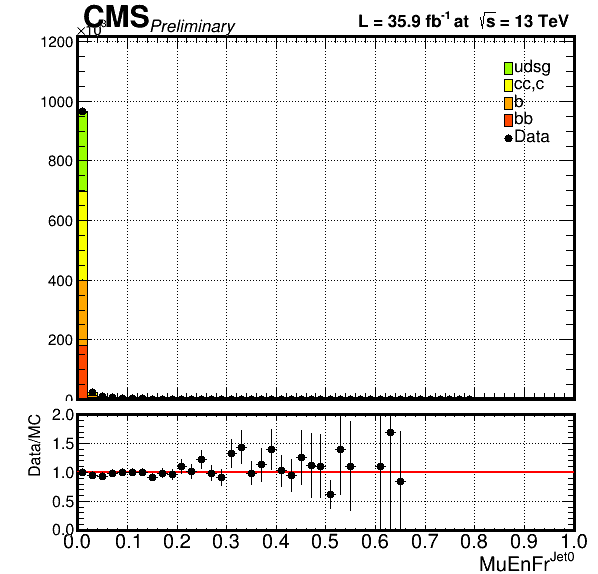 CMS Preliminary L = 35.9 fb⁻¹ at √s = 13 TeV
×10³
1200
1000
800
600
400
200
0
udsg
cc,c
b
bb
Data
Data/MC
2.0
1.5
1.0
0.5
0.0
0.0 0.1 0.2 0.3 0.4 0.5 0.6 0.7 0.8 0.9 1.0
MuEnFr^Jet0